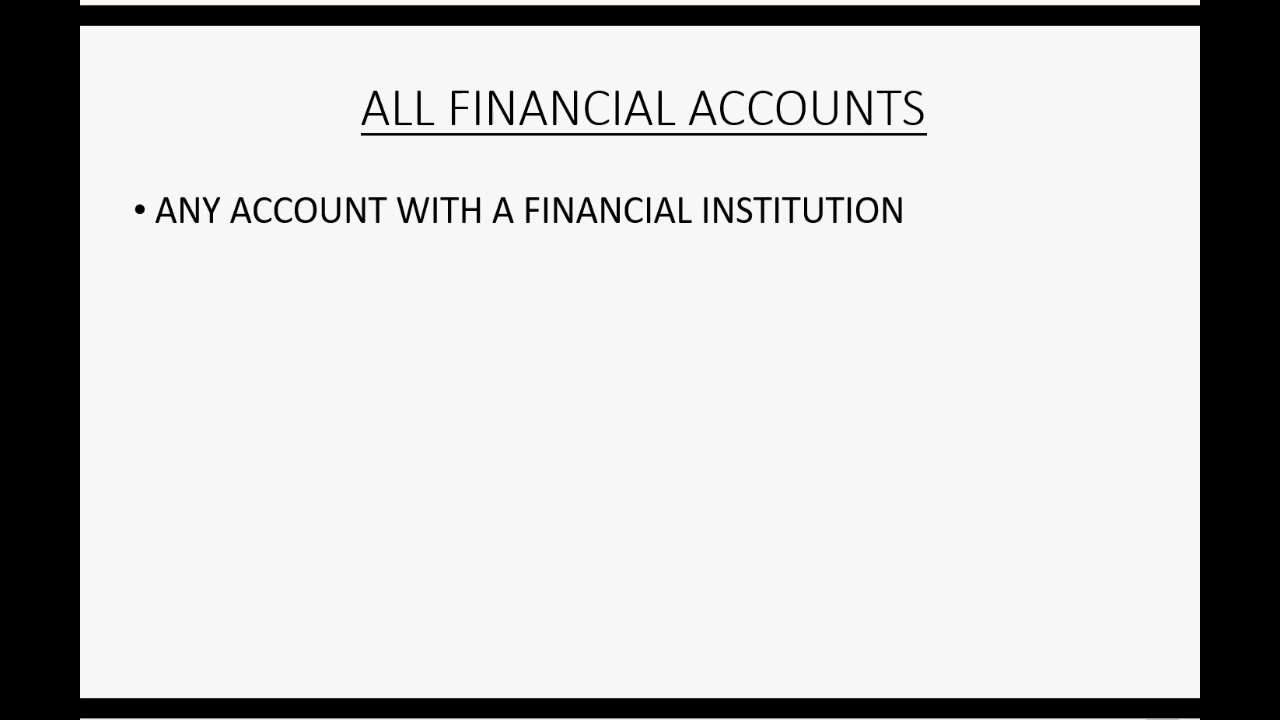 ALL FINANCIAL ACCOUNTS
• ANY ACCOUNT WITH A FINANCIAL INSTITUTION